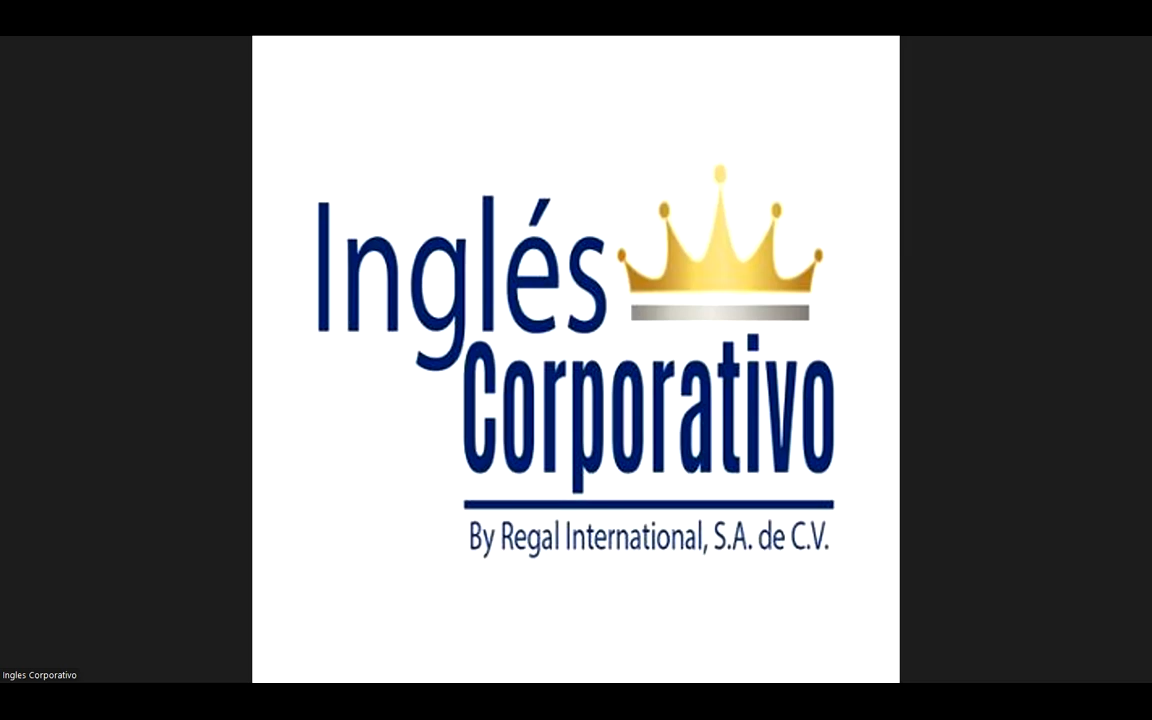 Inglés
Corporativo
By Regal International, S.A. de C.V.
Ingles Corporativo